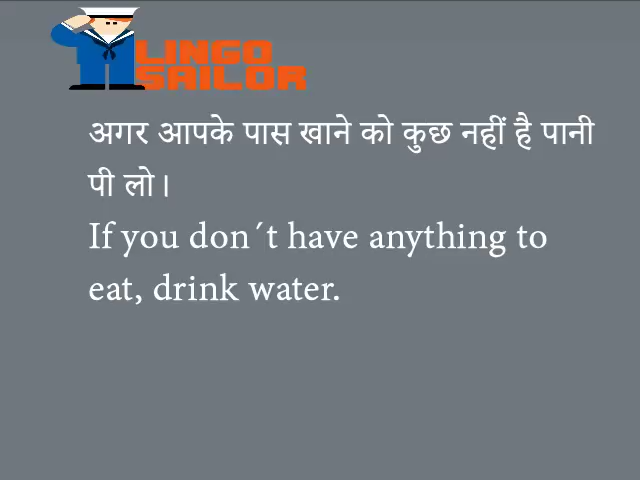 LINGO
SAILOR
अगर आपके पास खाने को कुछ नहीं है पानी
पी लो।
If you don´t have anything to
eat, drink water.